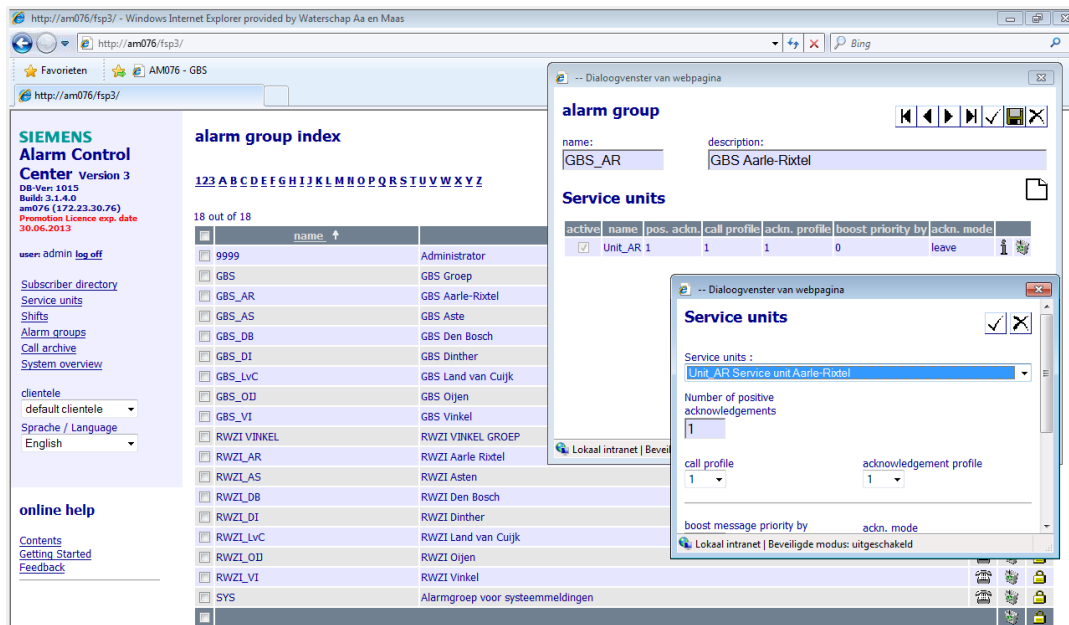 http://am076/fsp3/ - Windows Internet Explorer provided by Waterschap Aa en Maas
http://am076/fsp3/
Bing
Favorieten
AM076 - GBS
http://am076/fsp3/
SIEMENS
Alarm Control
Center Version 3
DB-Ver: 1015
Build: 3.1.4.0
am076 (172.23.30.76)
Promotion Licence exp. date
30.06.2013
user: admin log off
Subscriber directory
Service units
Shifts
Alarm groups
Call archive
System overview
clientele
default clientele
Sprache / Language
English
online help
Contents
Getting Started
Feedback
alarm group index
123 A B C D E F G H I J K L M N O P Q R S T U V W X Y Z
18 out of 18
name
9999 Administrator
GBS GBS Groep
GBS_AR GBS Aarle-Rixtel
GBS_AS GBS Aste
GBS_DB GBS Den Bosch
GBS_DI GBS Dinther
GBS_LvC GBS Land van Cuijk
GBS_OIJ GBS Oijen
GBS_VI GBS Vinkel
RWZI VINKEL RWZI VINKEL GROEP
RWZI_AR RWZI Aarle Rixtel
RWZI_AS RWZI Asten
RWZI_DB RWZI Den Bosch
RWZI_DI RWZI Dinther
RWZI_LvC RWZI Land van Cuijk
RWZI_OIJ RWZI Oijen
RWZI_VI RWZI Vinkel
SYS Alarmgroep voor systeemmeldingen
-- Dialoogvenster van webpagina
alarm group
name: description:
GBS_AR GBS Aarle-Rixtel
Service units
active name pos. ackn. call profile ackn. profile boost priority by ackn. mode
Unit_AR 1 1 1 0 leave
Lokaal intranet | Beveil
-- Dialoogvenster van webpagina
Service units
Service units :
Unit_AR Service unit Aarle-Rixtel
Number of positive
acknowledgements
1
call profile acknowledgement profile
1 1
boost message priority by ackn. mode
Lokaal intranet | Beveiligde modus: uitgeschakeld